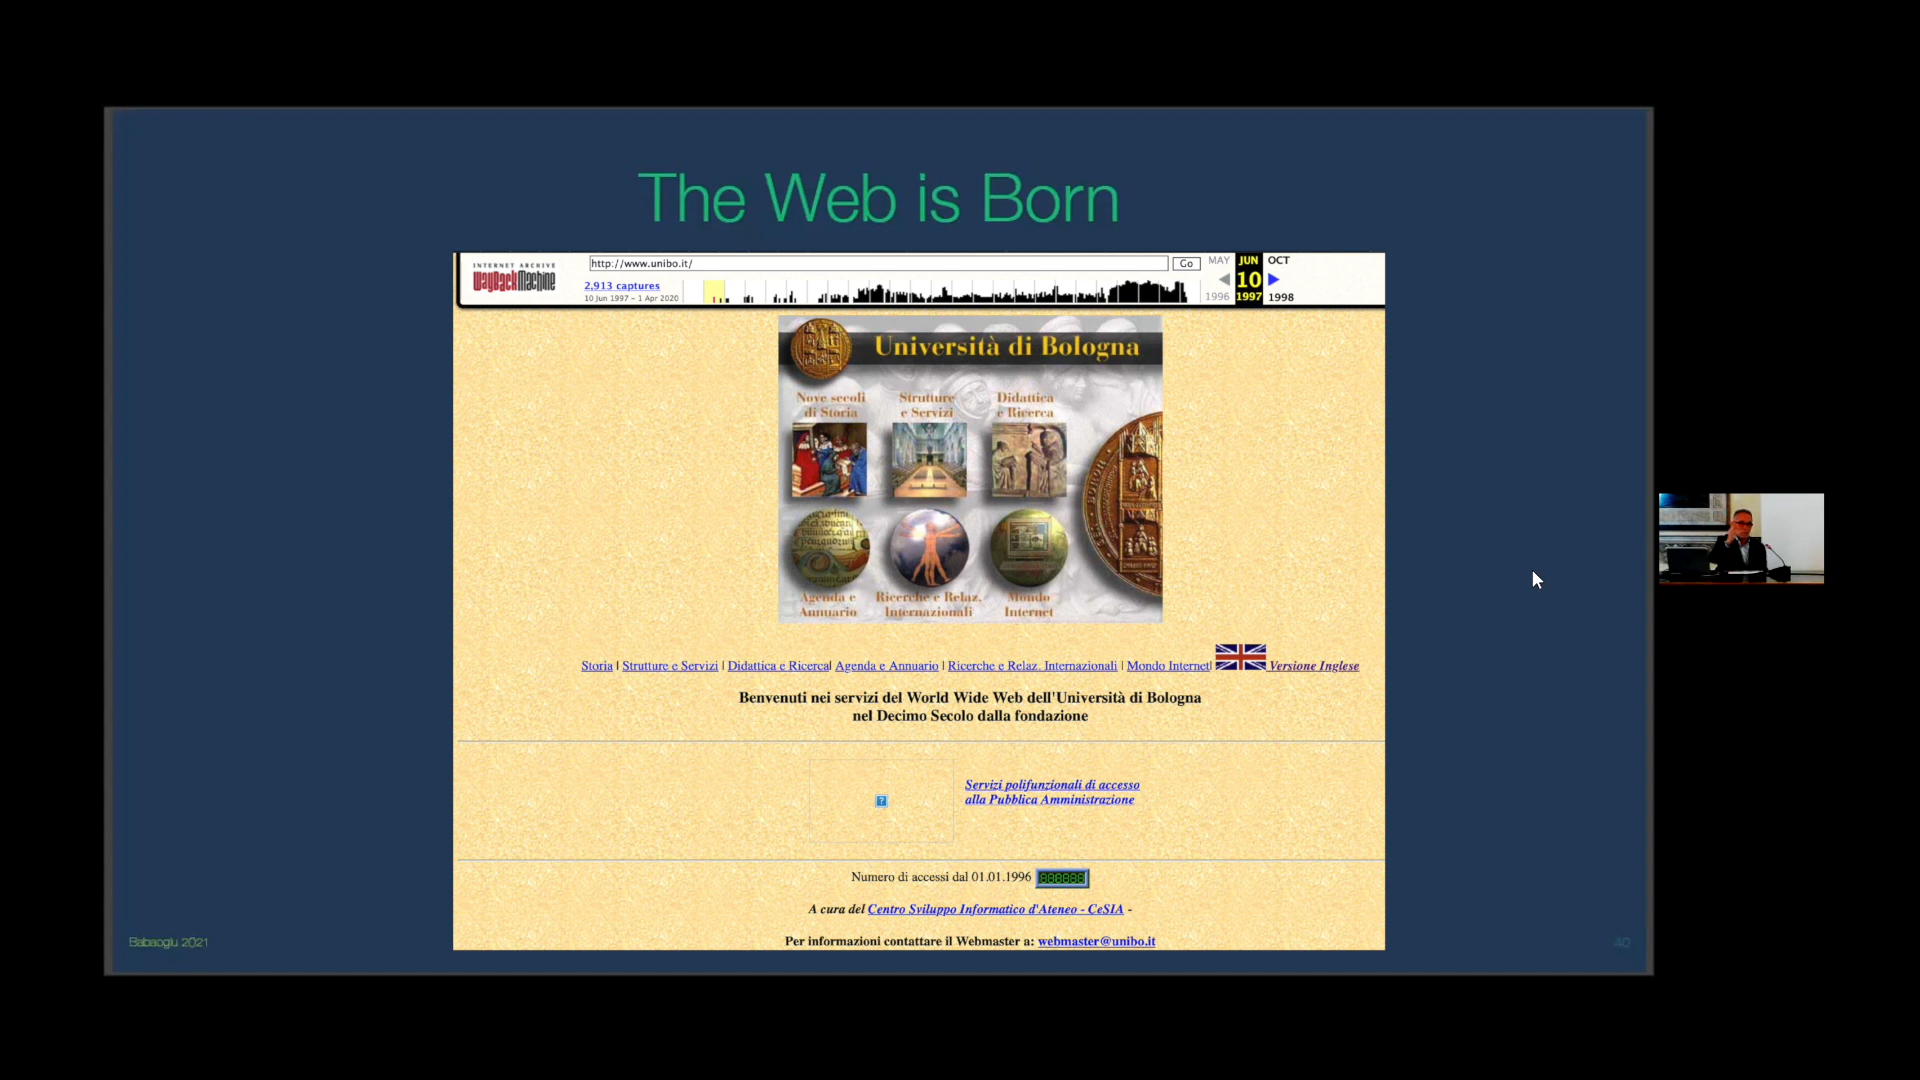 The Web is Born
INTERNET ARCHIVE
WayBackMachine
http://www.unibo.it/
Go
MAY JUN OCT
2,913 captures
10
10 Jun 1997 – 1 Apr 2020
1996 1997 1998
Università di Bologna
Nove secoli di Storia
Strutture e Servizi
Didattica e Ricerca
Agenda e Annuario
Ricerche e Relaz. Internazionali
Mondo Internet
Storia | Strutture e Servizi | Didattica e Ricerca| Agenda e Annuario | Ricerche e Relaz. Internazionali | Mondo Internet| Versione Inglese
Benvenuti nei servizi del World Wide Web dell'Università di Bologna
nel Decimo Secolo dalla fondazione
Servizi polifunzionali di accesso
alla Pubblica Amministrazione
Numero di accessi dal 01.01.1996 888888
A cura del Centro Sviluppo Informatico d'Ateneo - CeSIA -
Per informazioni contattare il Webmaster a: webmaster@unibo.it
Babaoglu 2021
40